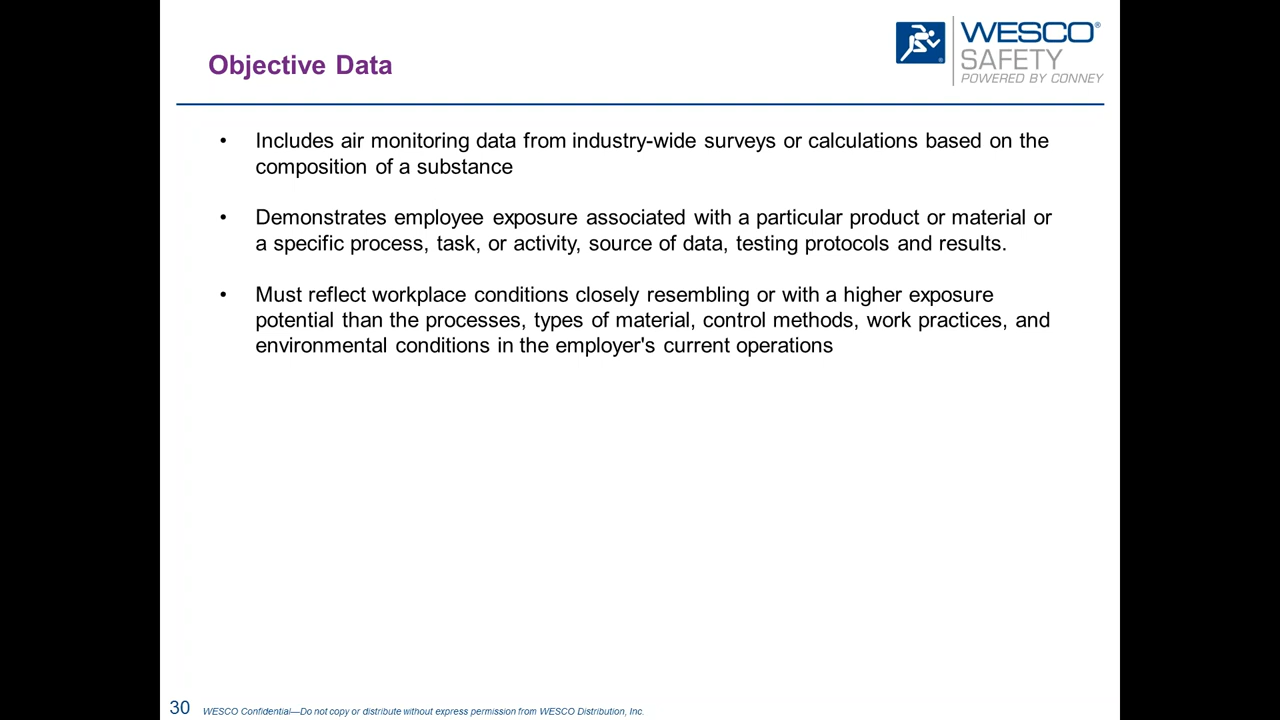 Objective Data
WESCO®
SAFETY
POWERED BY CONNEY
• Includes air monitoring data from industry-wide surveys or calculations based on the
composition of a substance
• Demonstrates employee exposure associated with a particular product or material or
a specific process, task, or activity, source of data, testing protocols and results.
• Must reflect workplace conditions closely resembling or with a higher exposure
potential than the processes, types of material, control methods, work practices, and
environmental conditions in the employer's current operations
30 WESCO Confidential—Do not copy or distribute without express permission from WESCO Distribution, Inc.